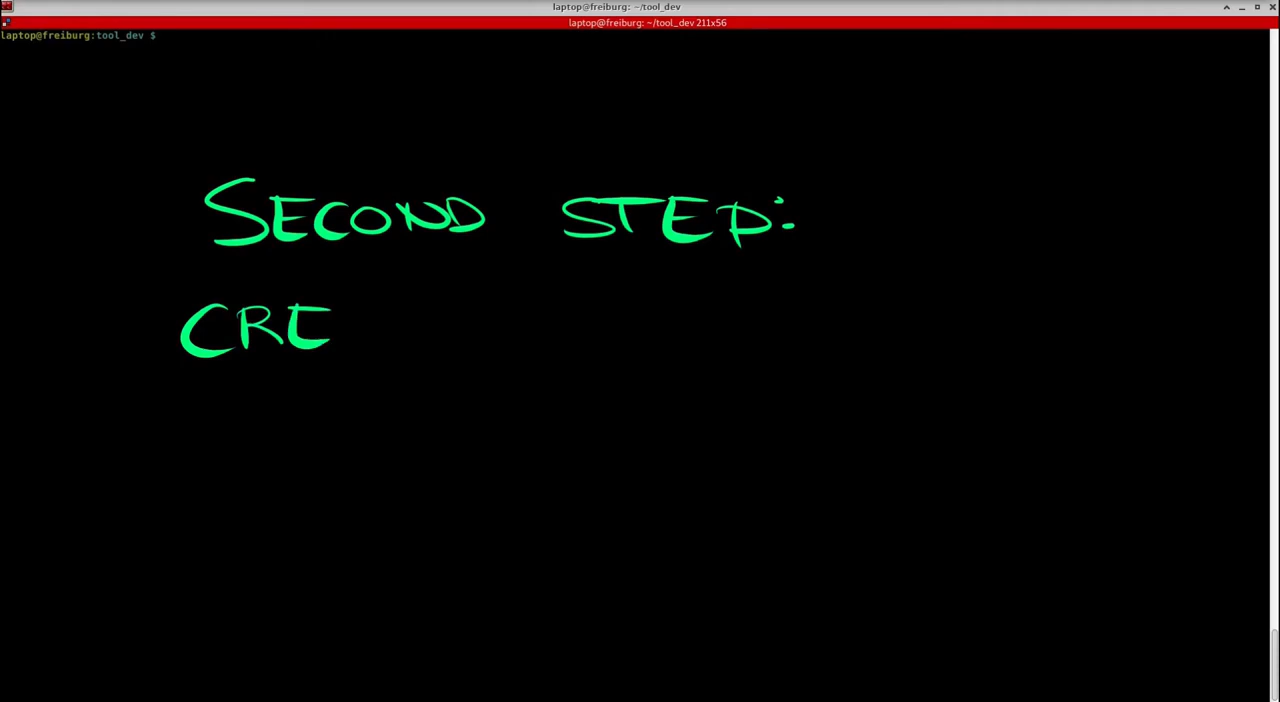 laptop@freiburg: ~/tool_dev
laptop@freiburg: ~/tool_dev 211x56
laptop@freiburg:tool_dev $
SECOND STEP:
CRE